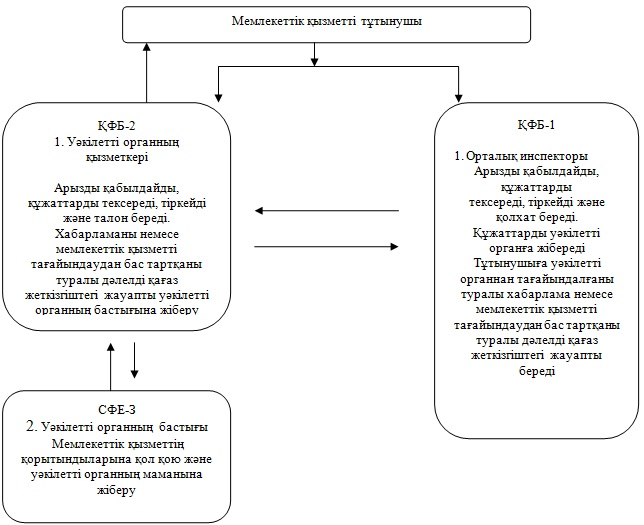 Мемлекеттік қызметті тұтынушы
ҚФБ-2
1. Уәкілетті органның
қызметкері
Арызды қабылдайды,
құжаттарды тексереді, тіркейді
және талон береді.
Хабарламаны немесе
мемлекеттік қызметті
тағайындаудан бас тартқаны
туралы дәлелді қағаз
жеткізгіштегі жауапты уәкілетті
органның бастығына жіберу
ҚФБ-1
1. Орталық инспекторы
Арызды қабылдайды,
құжаттарды
тексереді, тіркейді және
қолхат береді.
Құжаттарды уәкілетті
органға жібереді
Тұтынушыға уәкілетті
органнан тағайындалғаны
туралы хабарлама немесе
мемлекеттік қызметті
тағайындаудан бас тартқаны
туралы дәлелді қағаз
жеткізгіштегі жауапты
береді
СФЕ-3
2. Уәкілетті органның бастығы
Мемлекеттік қызметтің
қорытындыларына қол қою және
уәкілетті органның маманына
жіберу